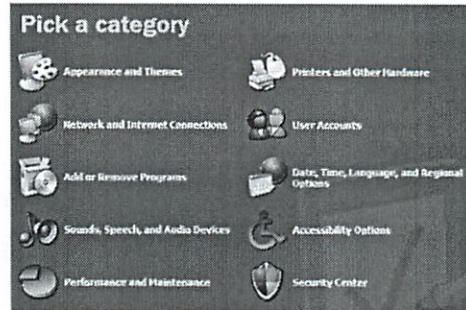 Pick a category
Appearance and Themes
Printers and Other Hardware
Network and Internet Connections
User Accounts
Add or Remove Programs
Date, Time, Language, and Regional
Options
Sounds, Speech, and Audio Devices
Accessibility Options
Performance and Maintenance
Security Center